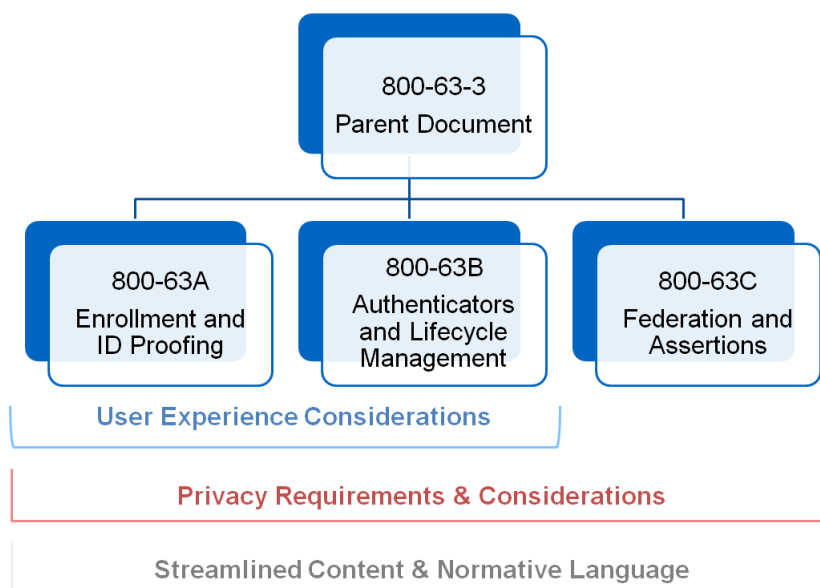 800-63-3
Parent Document
800-63A
Enrollment and
ID Proofing
800-63B
Authenticators
and Lifecycle
Management
800-63C
Federation and
Assertions
User Experience Considerations
Privacy Requirements & Considerations
Streamlined Content & Normative Language